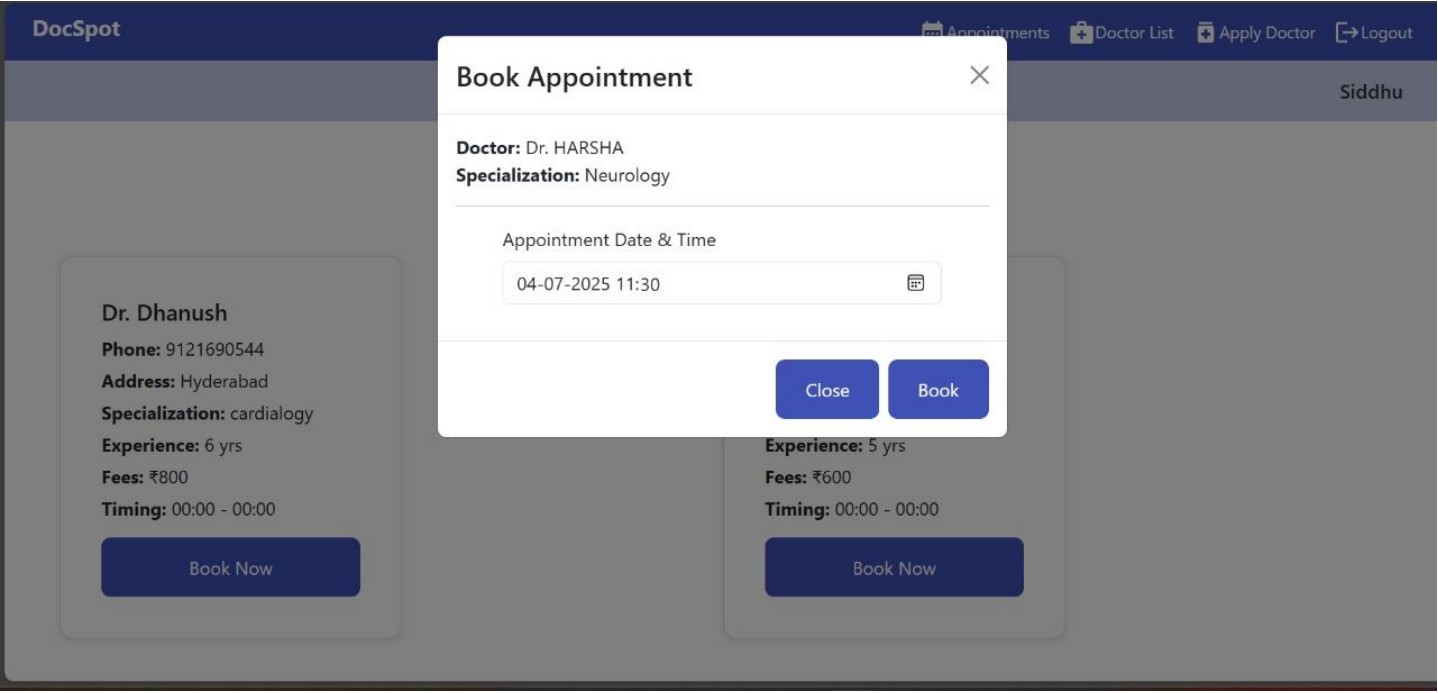 DocSpot
Appointments Doctor List Apply Doctor Logout
Siddhu
Book Appointment
Doctor: Dr. HARSHA
Specialization: Neurology
Appointment Date & Time
04-07-2025 11:30
Close Book
Dr. Dhanush
Phone: 9121690544
Address: Hyderabad
Specialization: cardialogy
Experience: 6 yrs
Fees: ₹800
Timing: 00:00 - 00:00
Book Now
Experience: 5 yrs
Fees: ₹600
Timing: 00:00 - 00:00
Book Now